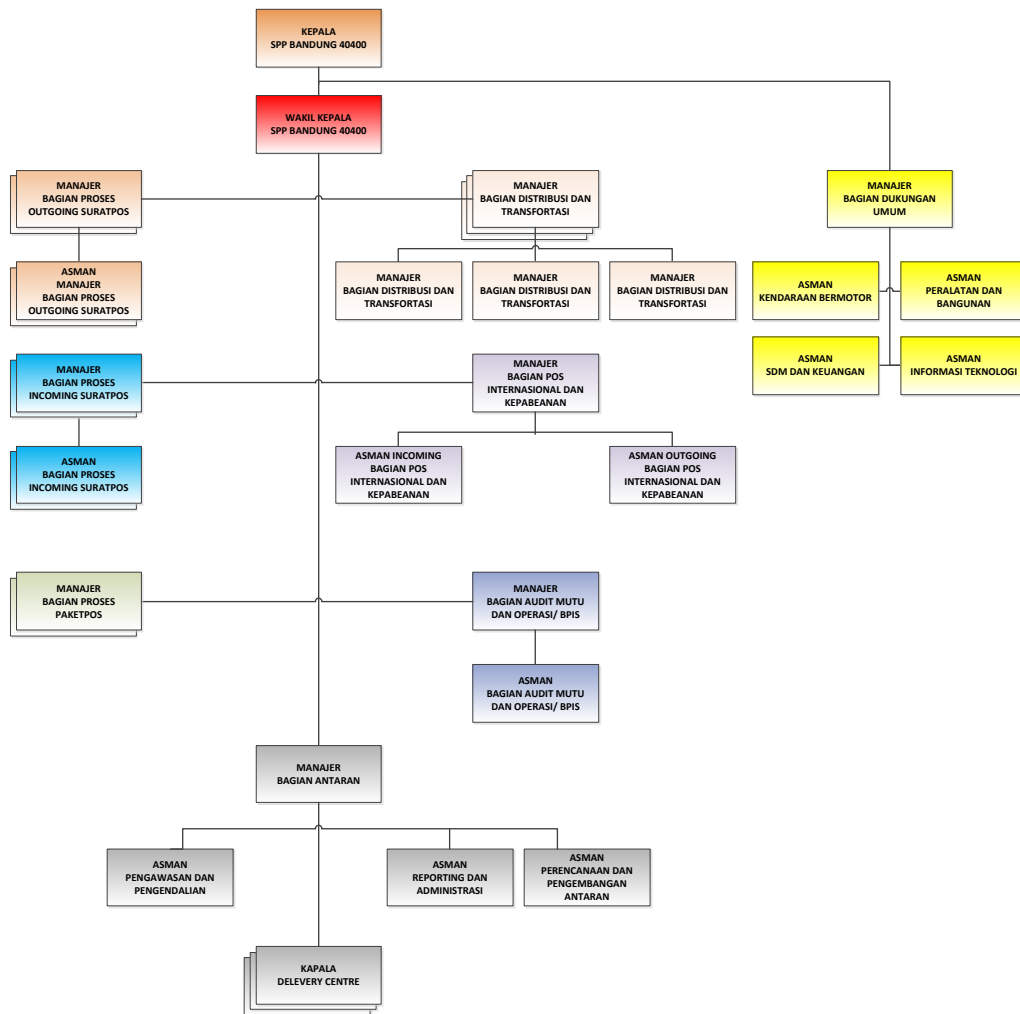 KEPALA
SPP BANDUNG 40400
WAKIL KEPALA
SPP BANDUNG 40400
MANAJER
BAGIAN PROSES
OUTGOING SURATPOS
MANAJER
BAGIAN DISTRIBUSI DAN
TRANSFORTASI
MANAJER
BAGIAN DUKUNGAN
UMUM
ASMAN
MANAJER
BAGIAN PROSES
OUTGOING SURATPOS
MANAJER
BAGIAN DISTRIBUSI DAN
TRANSFORTASI
MANAJER
BAGIAN DISTRIBUSI DAN
TRANSFORTASI
MANAJER
BAGIAN DISTRIBUSI DAN
TRANSFORTASI
ASMAN
KENDARAAN BERMOTOR
ASMAN
PERALATAN DAN
BANGUNAN
ASMAN
SDM DAN KEUANGAN
ASMAN
INFORMASI TEKNOLOGI
MANAJER
BAGIAN PROSES
INCOMING SURATPOS
MANAJER
BAGIAN POS
INTERNATIONAL DAN
KEPABEANAN
ASMAN
BAGIAN PROSES
INCOMING SURATPOS
ASMAN INCOMING
BAGIAN POS
INTERNASIONAL DAN
KEPABEANAN
ASMAN OUTGOING
BAGIAN POS
INTERNASIONAL DAN
KEPABEANAN
MANAJER
BAGIAN PROSES
PAKETPOS
MANAJER
BAGIAN AUDIT MUTU
DAN OPERASI/ BPIS
ASMAN
BAGIAN AUDIT MUTU
DAN OPERASI/ BPIS
MANAJER
BAGIAN ANTARAN
ASMAN
PENGAWASAN DAN
PENGENDALIAN
ASMAN
REPORTING DAN
ADMINISTRASI
ASMAN
PERENCANAAN DAN
PENGEMBANGAN
ANTARAN
KAPALA
DELEVERY CENTRE